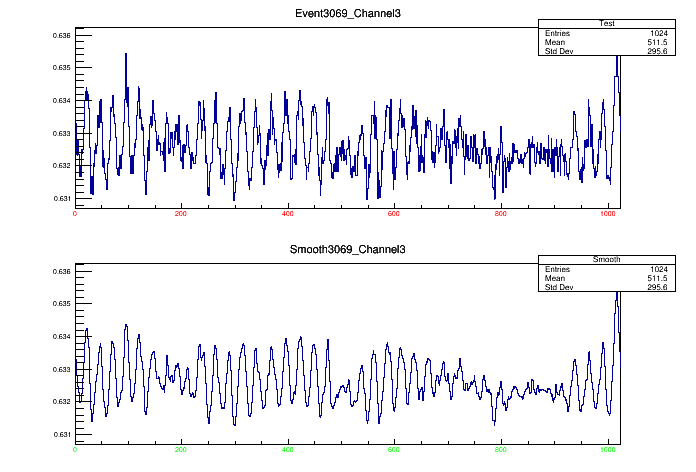 Event3069_Channel3
Test
Entries 1024
Mean 511.5
Std Dev 295.6
0.636
0.635
0.634
0.633
0.632
0.631
0 200 400 600 800 1000
Smooth3069_Channel3
Smooth
Entries 1024
Mean 511.5
Std Dev 295.6
0.636
0.635
0.634
0.633
0.632
0.631
0 200 400 600 800 1000